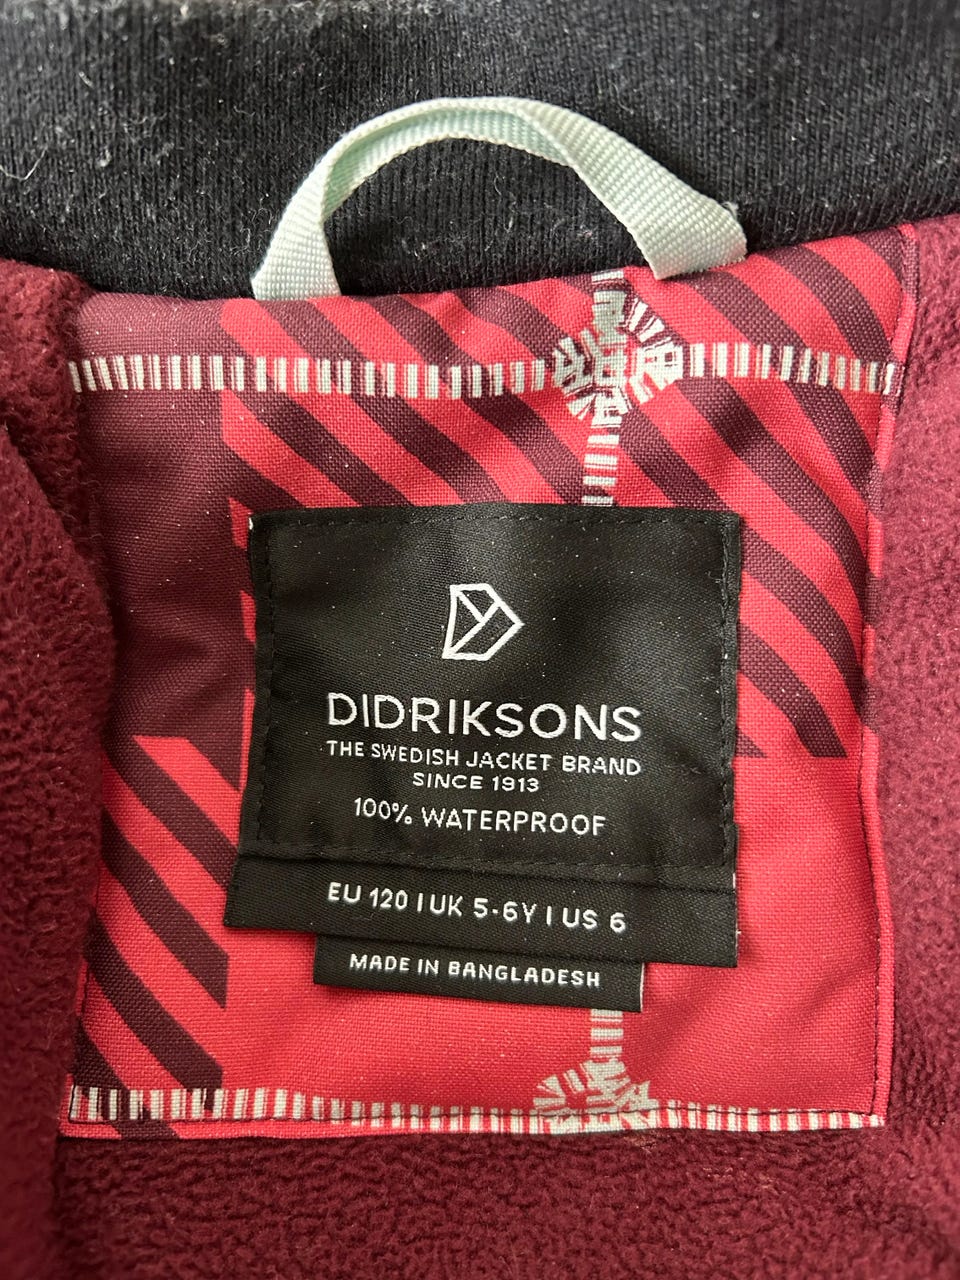 DIDRIKSONS
THE SWEDISH JACKET BRAND
SINCE 1913
100% WATERPROOF
EU 120 | UK 5-6Y | US 6
MADE IN BANGLADESH